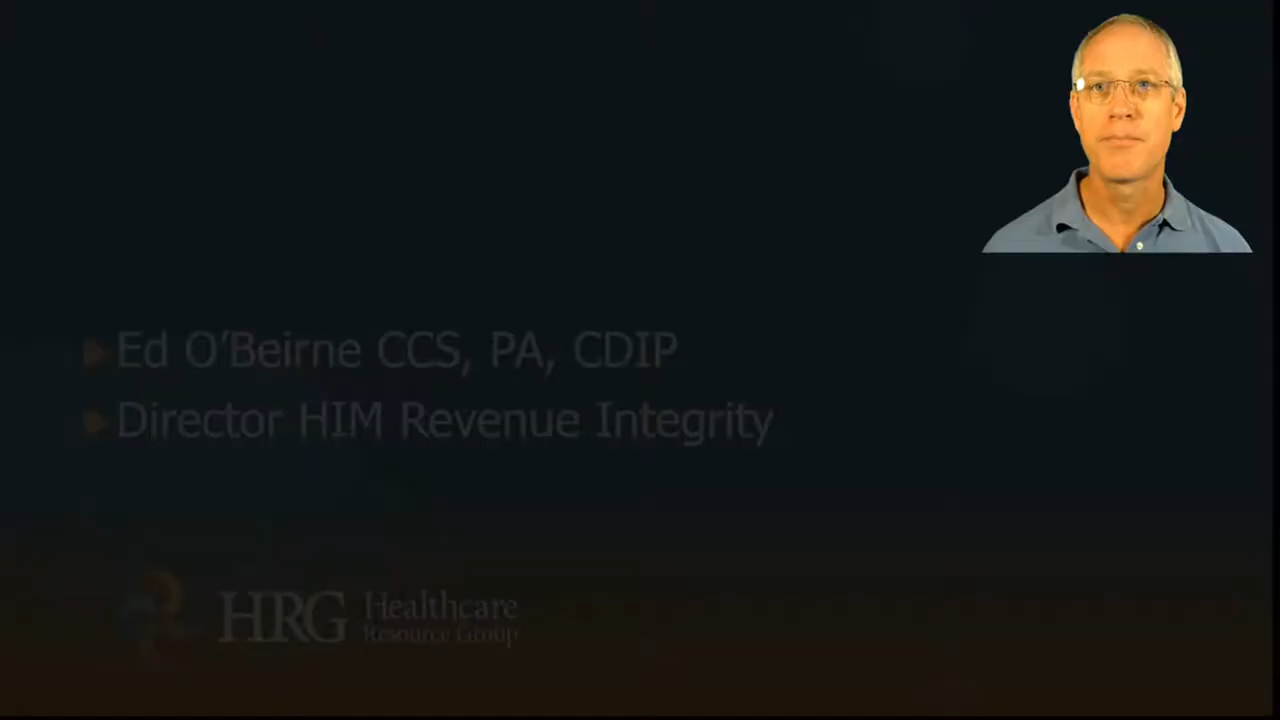 Ed O'Beirne CCS, PA, CDIP
Director HIM Revenue Integrity
HRG Healthcare
Resource Group